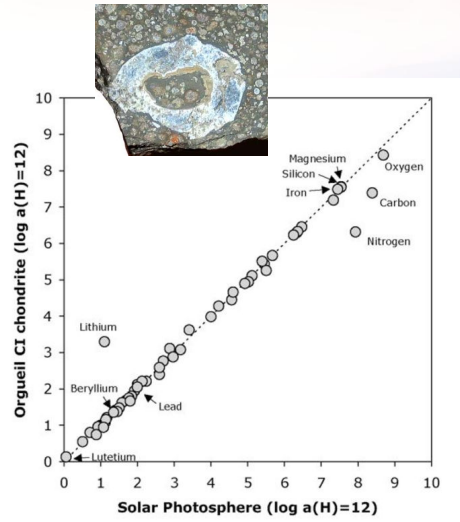 10
9
8
7
6
5
4
3
2
1
0
Orgueil CI chondrite (log a(H)=12)
Magnesium
Silicon
Iron
Oxygen
Carbon
Nitrogen
Lithium
Beryllium
Lead
Lutetium
0 1 2 3 4 5 6 7 8 9 10
Solar Photosphere (log a(H)=12)